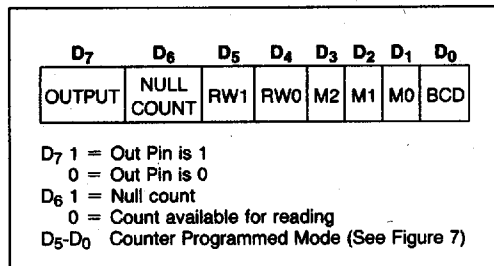 D7 D6 D5 D4 D3 D2 D1 D0
OUTPUT NULL COUNT RW1 RW0 M2 M1 M0 BCD
D7 1 = Out Pin is 1
0 = Out Pin is 0
D6 1 = Null count
0 = Count available for reading
D5-D0 Counter Programmed Mode (See Figure 7)